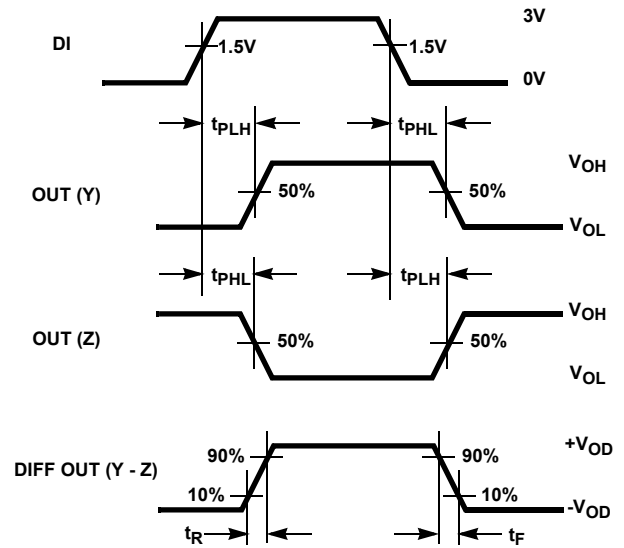 3V
DI
1.5V
1.5V
0V
tPLH
tPHL
VOH
OUT (Y)
50%
50%
VOL
tPHL
tPLH
VOH
OUT (Z)
50%
50%
VOL
+VOD
DIFF OUT (Y - Z)
90%
90%
10%
10%
-VOD
tR
tF